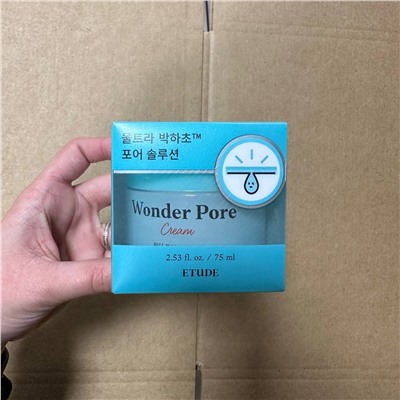 울트라 박하초™
포어 솔루션
Wonder Pore
Cream
2.53 fl. oz. / 75 ml
ETUDE